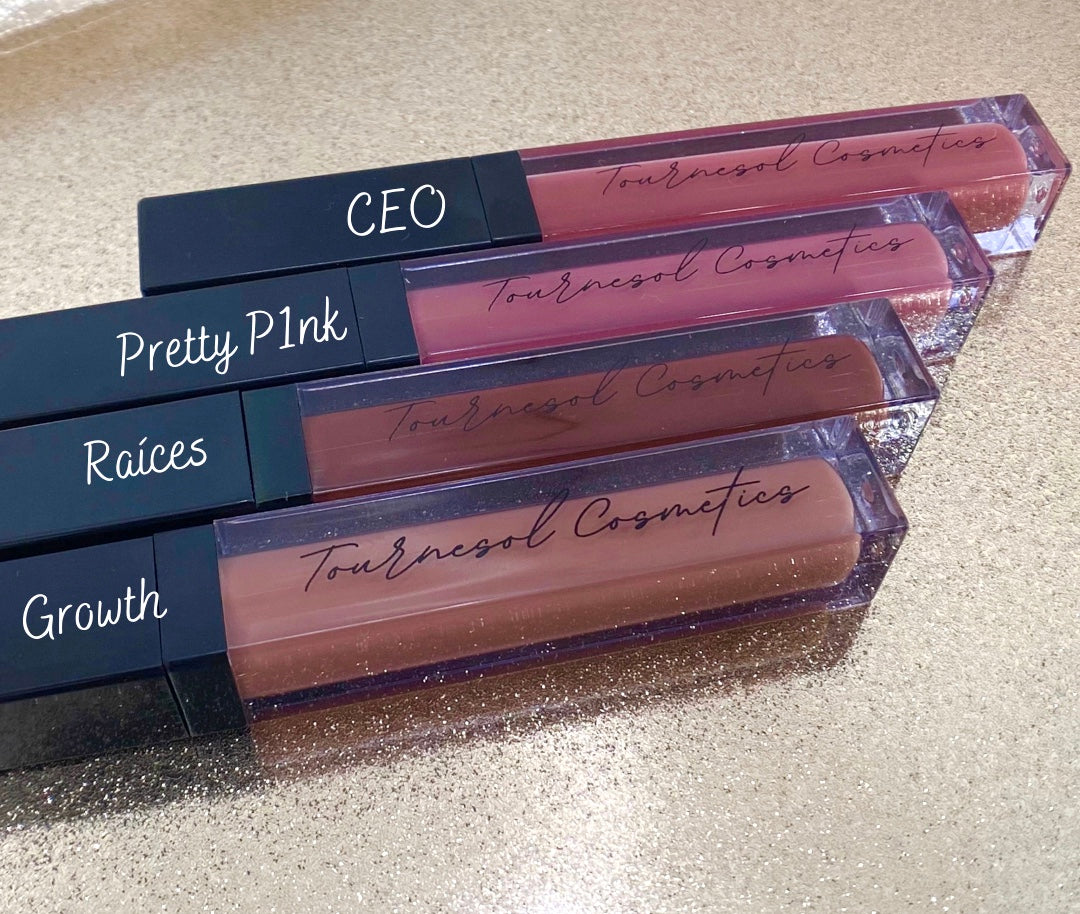 CEO
Tournesol Cosmetics
Pretty P1nk
Tournesol Cosmetics
Raíces
Tournesol Cosmetics
Growth
Tournesol Cosmetics